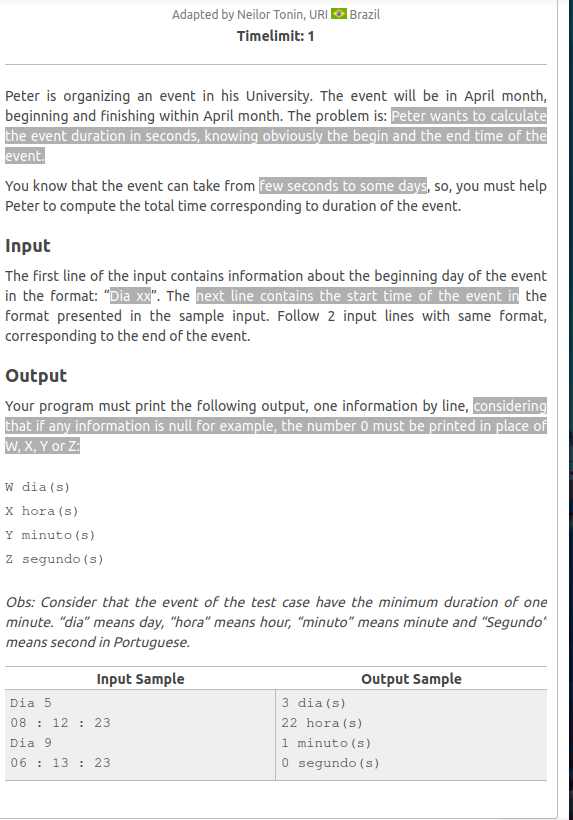 Adapted by Neilor Tonin, URI Brazil
Timelimit: 1
Peter is organizing an event in his University. The event will be in April month,
beginning and finishing within April month. The problem is: Peter wants to calculate
the event duration in seconds, knowing obviously the begin and the end time of the
event.
You know that the event can take from few seconds to some days, so, you must help
Peter to compute the total time corresponding to duration of the event.
Input
The first line of the input contains information about the beginning day of the event
in the format: “Dia xx”. The next line contains the start time of the event in the
format presented in the sample input. Follow 2 input lines with same format,
corresponding to the end of the event.
Output
Your program must print the following output, one information by line, considering
that if any information is null for example, the number 0 must be printed in place of
W, X, Y or Z:
W dia(s)
X hora(s)
Y minuto(s)
Z segundo(s)
Obs: Consider that the event of the test case have the minimum duration of one
minute. “dia” means day, “hora” means hour, “minuto” means minute and “Segundo”
means second in Portuguese.
Input Sample
Output Sample
Dia 5
08 : 12 : 23
Dia 9
06 : 13 : 23
3 dia(s)
22 hora(s)
1 minuto(s)
0 segundo(s)